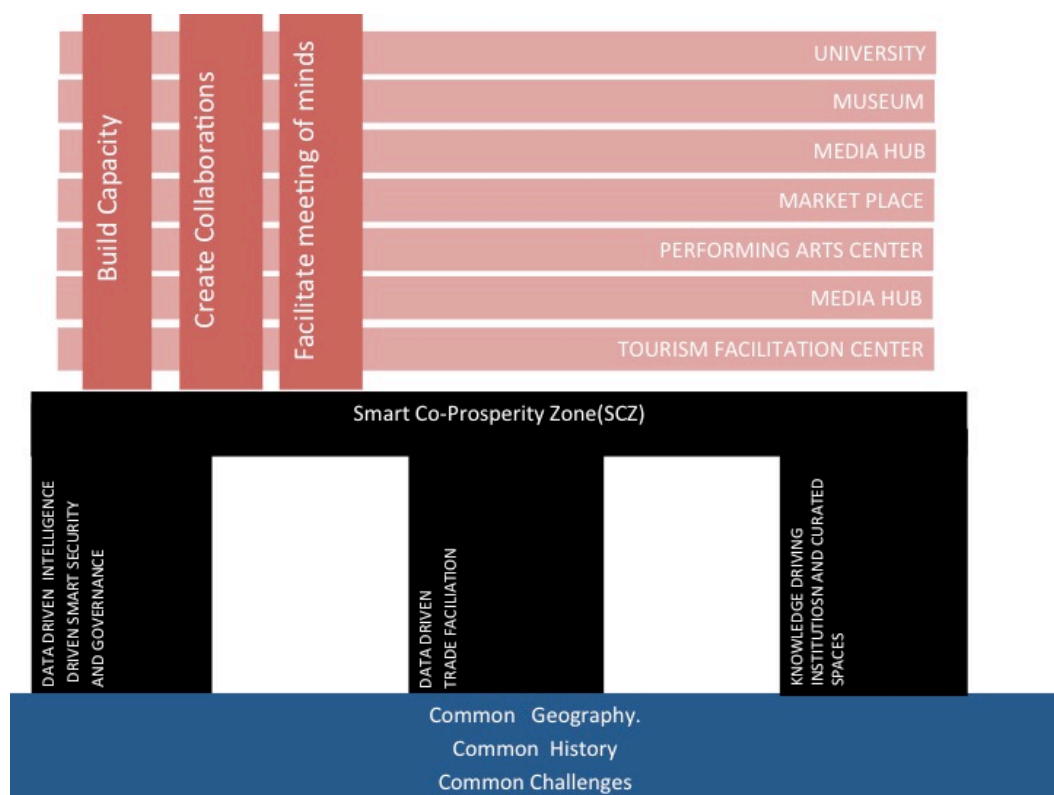 UNIVERSITY
MUSEUM
MEDIA HUB
MARKET PLACE
PERFORMING ARTS CENTER
MEDIA HUB
TOURISM FACILITATION CENTER
Build Capacity
Create Collaborations
Facilitate meeting of minds
Smart Co-Prosperity Zone(SCZ)
DATA DRIVEN INTELLIGENCE
DRIVEN SMART SECURITY
AND GOVERNANCE
DATA DRIVEN
TRADE FACILIATION
KNOWLEDGE DRIVING
INSTITUTIOSN AND CURATED
SPACES
Common Geography.
Common History
Common Challenges